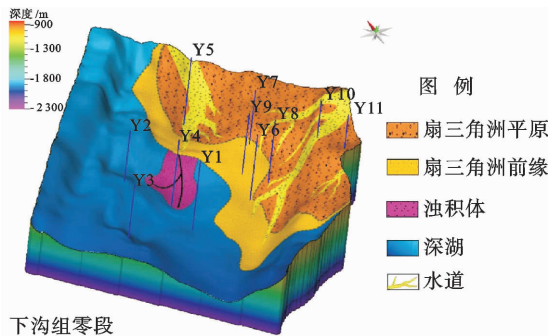 深度/m
-900
-1 300
-1 800
-2 300
Y5
Y7
Y10
Y9
Y8
Y11
Y2
Y4
Y6
Y1
Y3
图 例
扇三角洲平原
扇三角洲前缘
浊积体
深湖
水道
下沟组零段